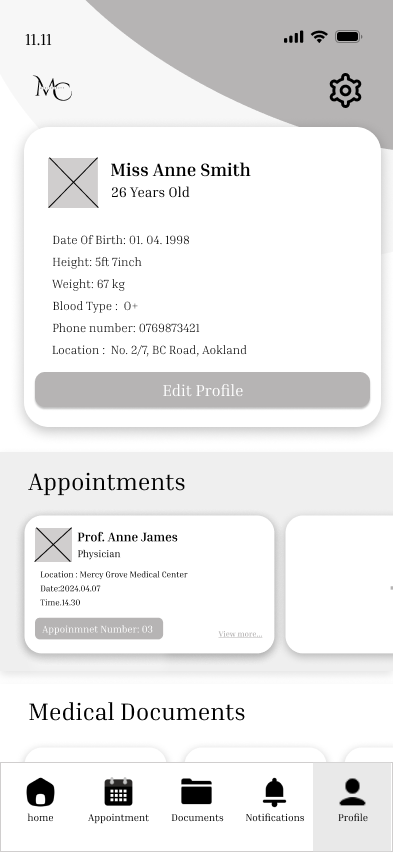 11.11
MC
Miss Anne Smith
26 Years Old
Date Of Birth: 01. 04. 1998
Height: 5ft 7inch
Weight: 67 kg
Blood Type :  O+
Phone number: 0769873421
Location :  No. 2/7, BC Road, Aokland
Edit Profile
Appointments
Prof. Anne James
Physician
Location : Mercy Grove Medical Center
Date:2024.04.07
Time.14.30
Appoinmnet Number: 03
View more...
Medical Documents
home
Appointment
Documents
Notifications
Profile